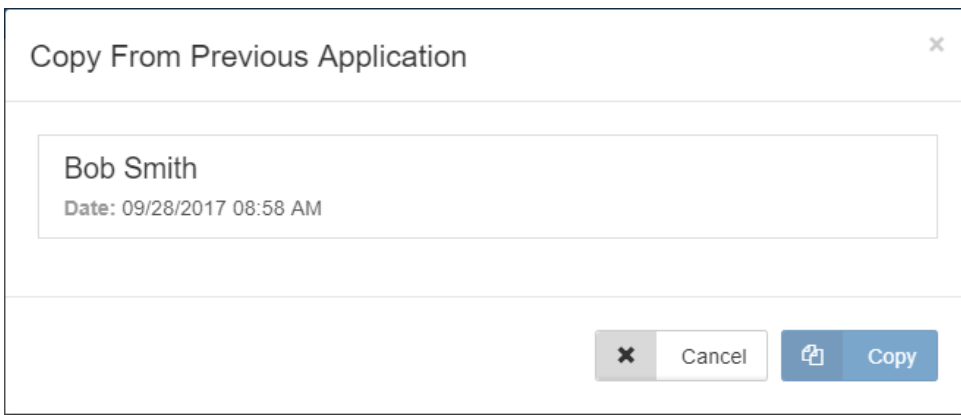 Copy From Previous Application
Bob Smith
Date: 09/28/2017 08:58 AM
Cancel
Copy